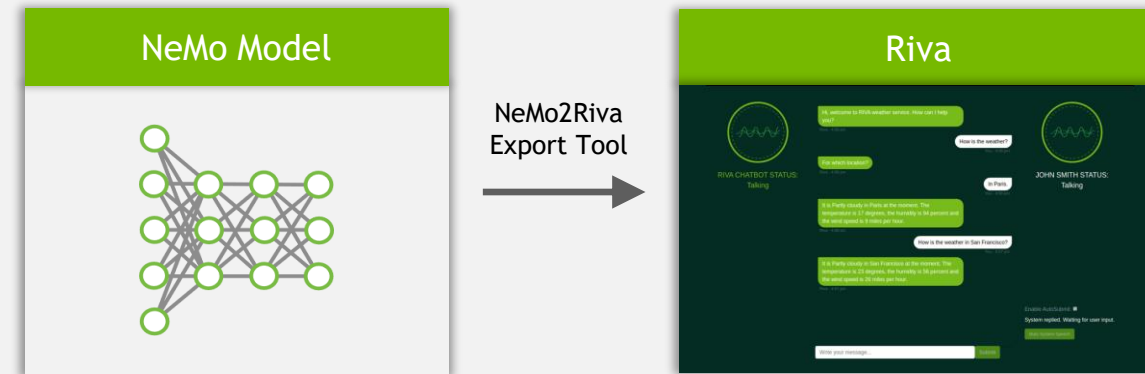 NeMo Model
NeMo2Riva
Export Tool
Riva
Hi, welcome to RIVA weather service. How can I help
you?
How is the weather?
For which location?
In Paris.
It is Partly cloudy in Paris at the moment. The
temperature is 17 degrees, the humidity is 94 percent and
the wind speed is 9 miles per hour.
How is the weather in San Francisco?
It is Partly cloudy in San Francisco at the moment. The
temperature is 23 degrees, the humidity is 56 percent and
the wind speed is 26 miles per hour.
RIVA CHATBOT STATUS:
Talking
JOHN SMITH STATUS:
Talking
Enable AutoSubmit:
System replied. Waiting for user input.
Write your message...
Submit